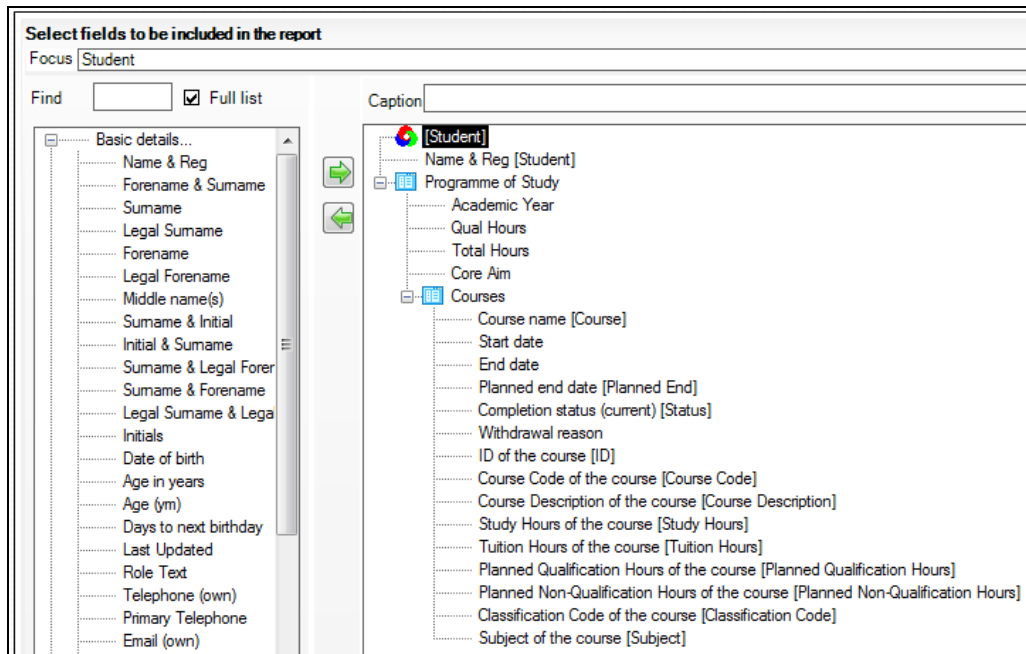 Select fields to be included in the report
Focus Student
Find Full list
Caption
Basic details...
Name & Reg
Forename & Surname
Surname
Legal Surname
Forename
Legal Forename
Middle name(s)
Surname & Initial
Initial & Surname
Surname & Legal Forer
Surname & Forename
Legal Surname & Lega
Initials
Date of birth
Age in years
Age (ym)
Days to next birthday
Last Updated
Role Text
Telephone (own)
Primary Telephone
Email (own)
[Student]
Name & Reg [Student]
Programme of Study
Academic Year
Qual Hours
Total Hours
Core Aim
Courses
Course name [Course]
Start date
End date
Planned end date [Planned End]
Completion status (current) [Status]
Withdrawal reason
ID of the course [ID]
Course Code of the course [Course Code]
Course Description of the course [Course Description]
Study Hours of the course [Study Hours]
Tuition Hours of the course [Tuition Hours]
Planned Qualification Hours of the course [Planned Qualification Hours]
Planned Non-Qualification Hours of the course [Planned Non-Qualification Hours]
Classification Code of the course [Classification Code]
Subject of the course [Subject]